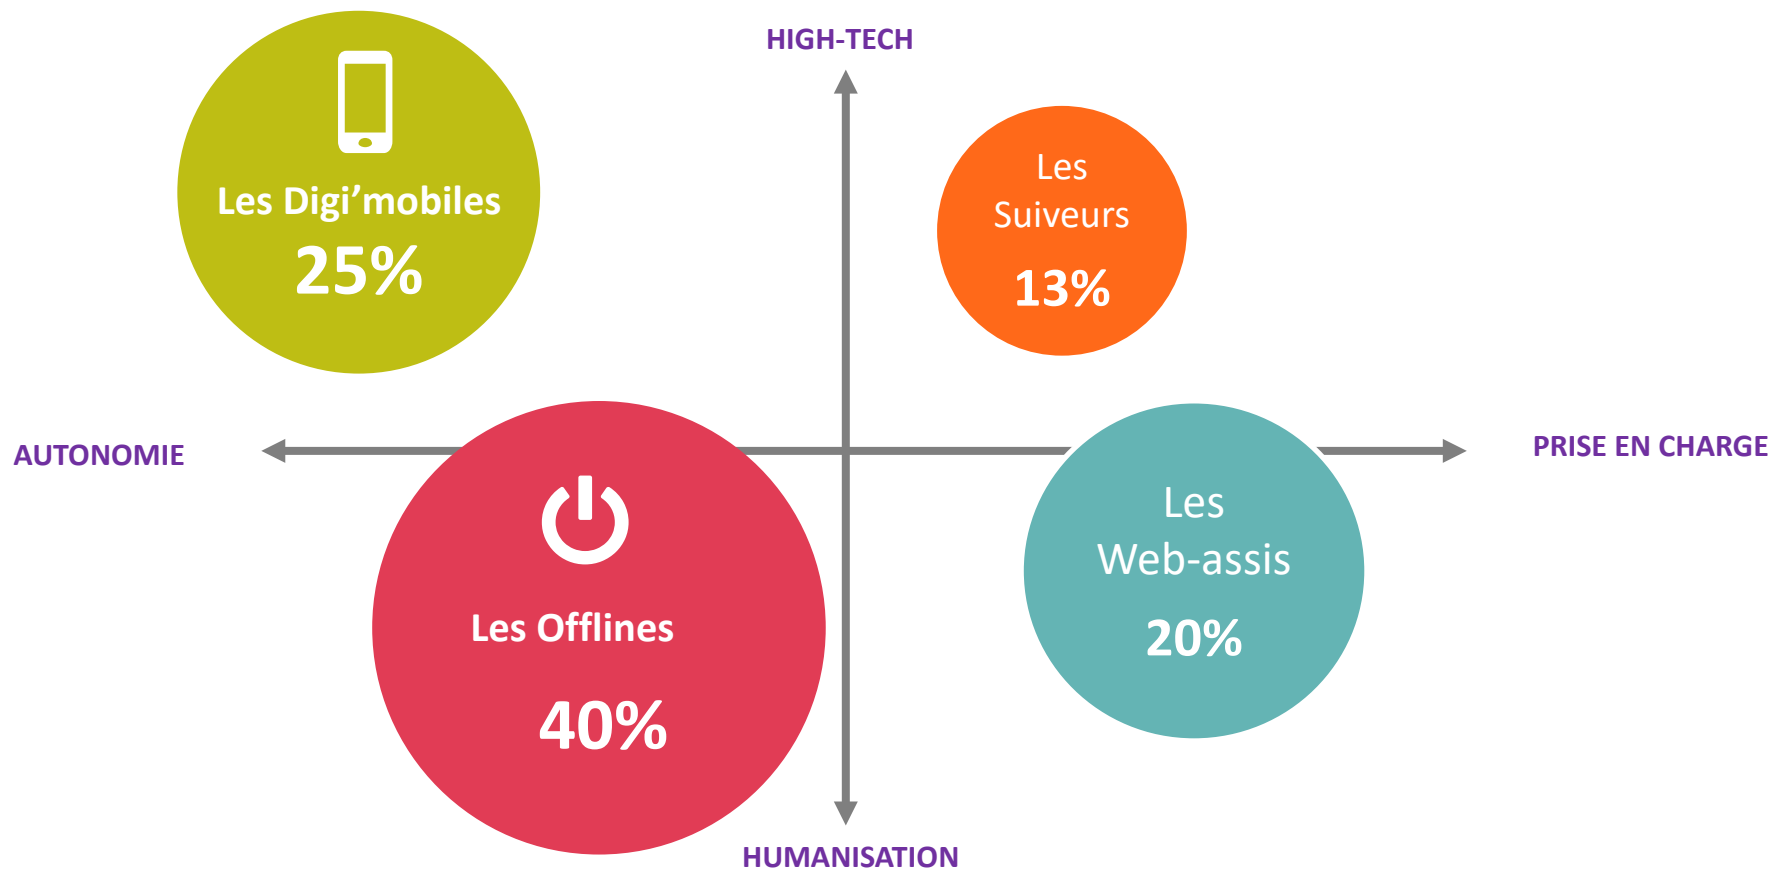 HIGH-TECH
Les Digi’mobiles
25%
Les
Suiveurs
13%
AUTONOMIE
PRISE EN CHARGE
Les Offlines
40%
Les
Web-assis
20%
HUMANISATION